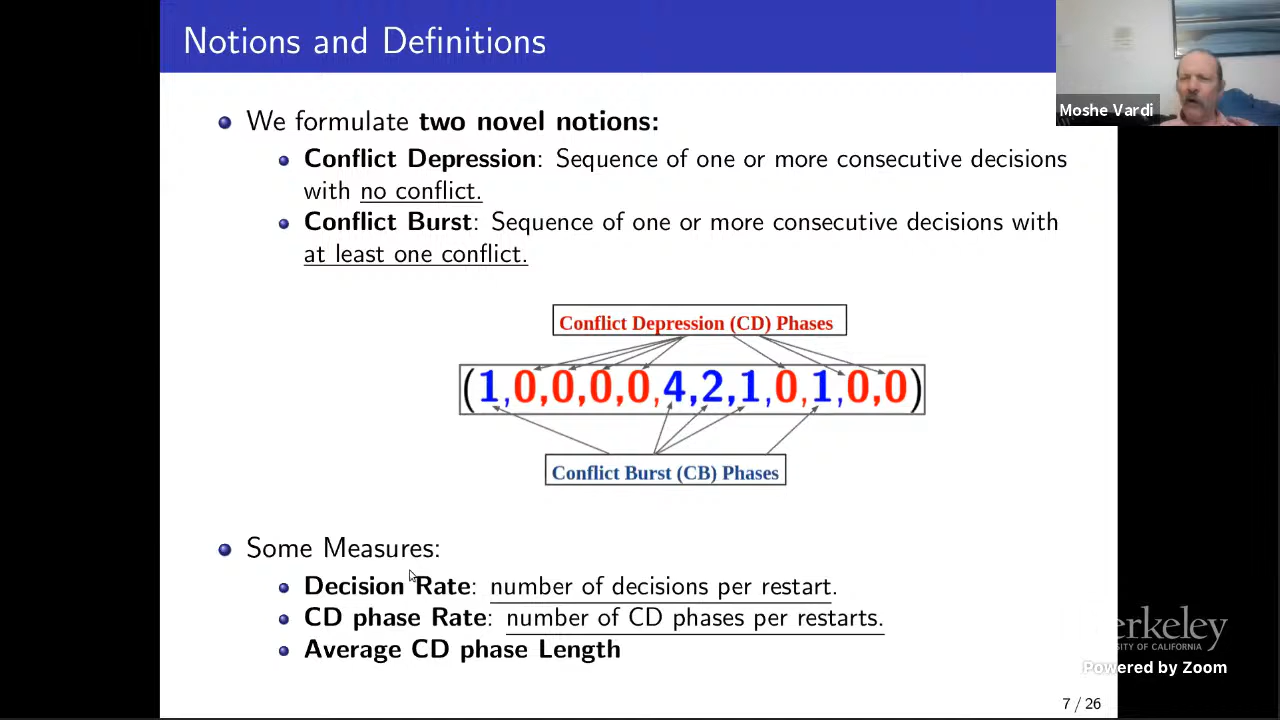 Notions and Definitions
Moshe Vardi
We formulate two novel notions:
Conflict Depression: Sequence of one or more consecutive decisions
with no conflict.
Conflict Burst: Sequence of one or more consecutive decisions with
at least one conflict.
Conflict Depression (CD) Phases
(1,0,0,0,0,4,2,1,0,1,0,0)
Conflict Burst (CB) Phases
Some Measures:
Decision Rate: number of decisions per restart.
CD phase Rate: number of CD phases per restarts.
Average CD phase Length
erkeley
SITY OF CALIFORNIA
Powered by Zoom
7 / 26